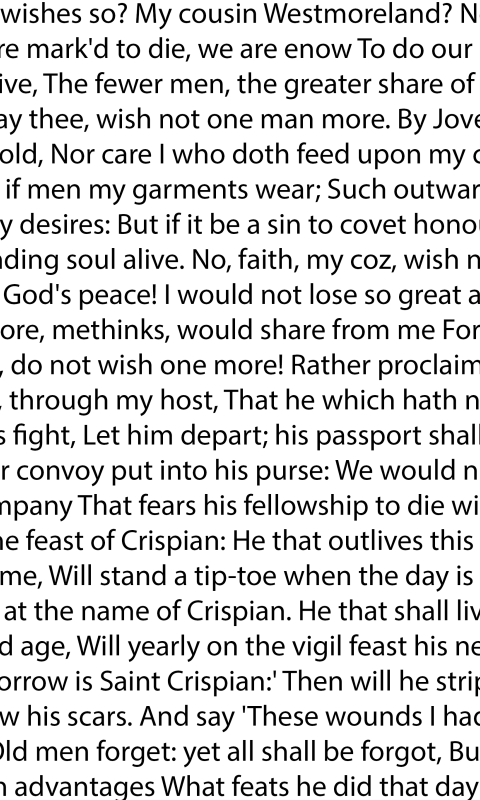 wishes so? My cousin Westmoreland? N
re mark'd to die, we are enow To do our
ive, The fewer men, the greater share of
ay thee, wish not one man more. By Jove
old, Nor care I who doth feed upon my c
if men my garments wear; Such outwar
y desires: But if it be a sin to covet hono
ding soul alive. No, faith, my coz, wish n
God's peace! I would not lose so great a
ore, methinks, would share from me For
, do not wish one more! Rather proclaim
, through my host, That he which hath n
s fight, Let him depart; his passport shall
r convoy put into his purse: We would n
mpany That fears his fellowship to die wi
e feast of Crispian: He that outlives this
me, Will stand a tip-toe when the day is
at the name of Crispian. He that shall liv
d age, Will yearly on the vigil feast his ne
orrow is Saint Crispian:' Then will he strip
w his scars. And say 'These wounds I had
Old men forget: yet all shall be forgot, Bu
n advantages What feats he did that day